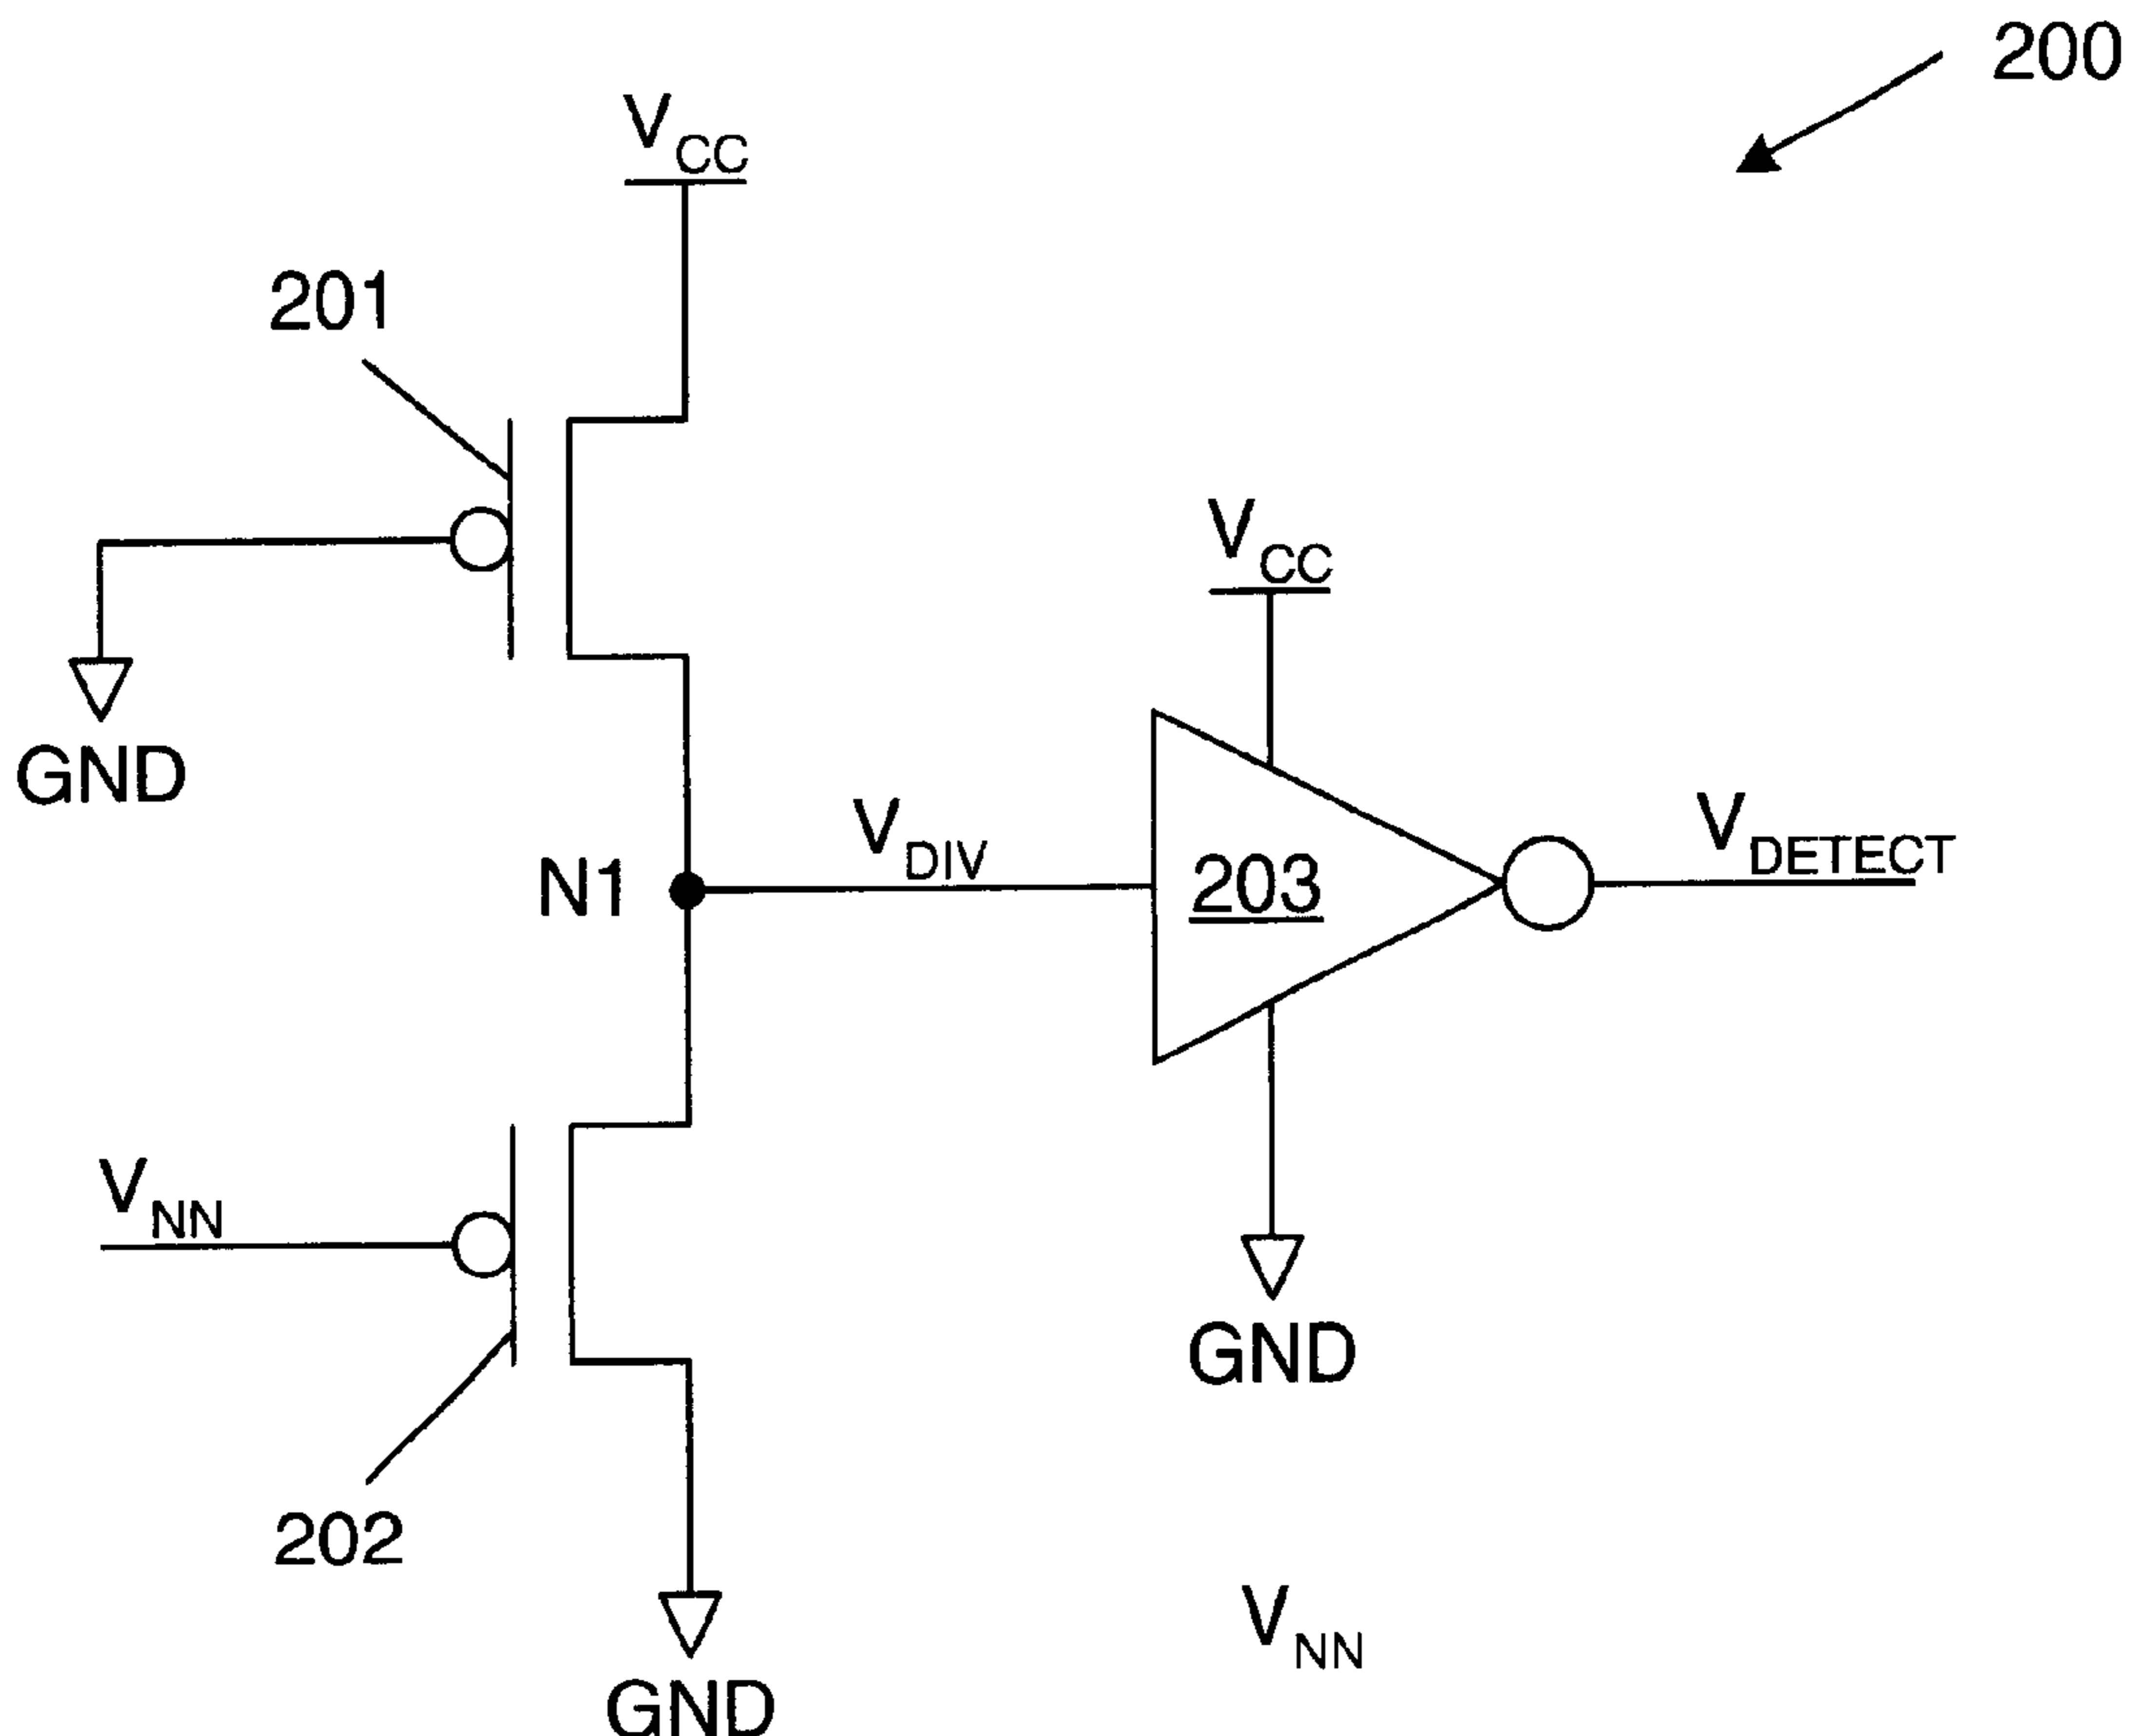 200
VCC
201
VCC
GND
VDIV
VDETECT
N1
203
VNN
GND
202
VNN
GND